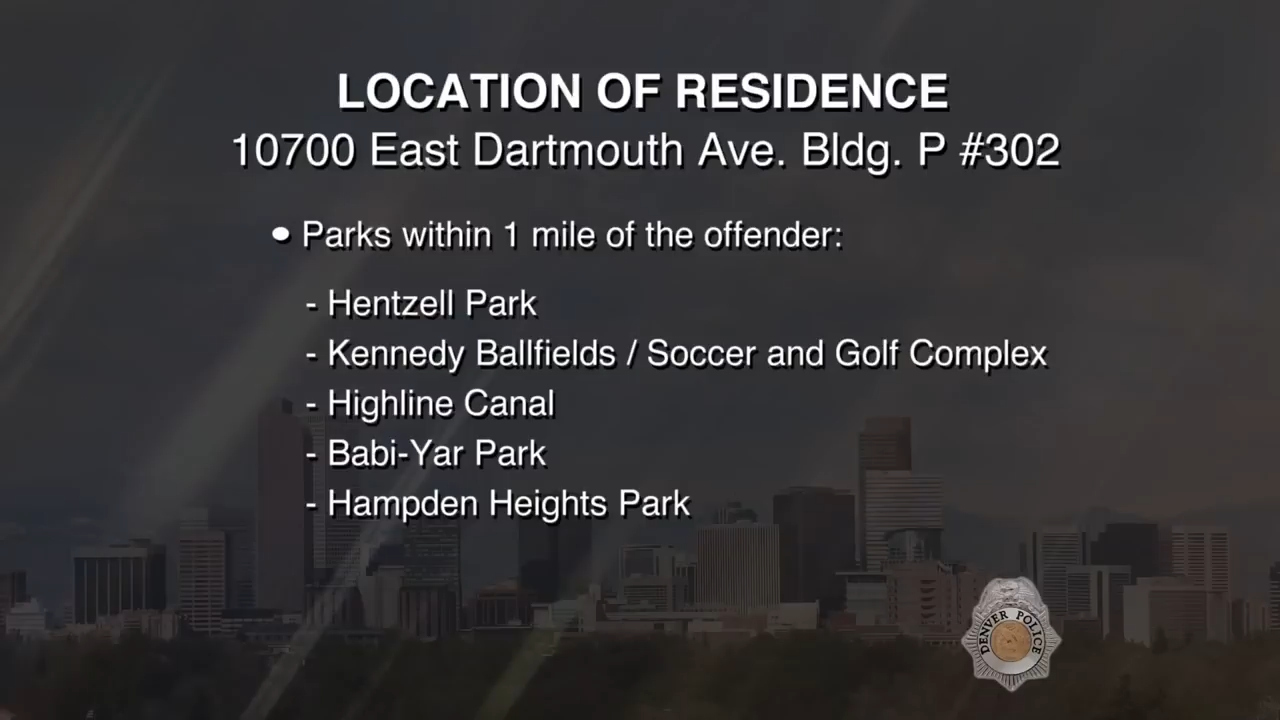 LOCATION OF RESIDENCE
10700 East Dartmouth Ave. Bldg. P #302
• Parks within 1 mile of the offender:
- Hentzell Park
- Kennedy Ballfields / Soccer and Golf Complex
- Highline Canal
- Babi-Yar Park
- Hampden Heights Park
DENVER POLICE